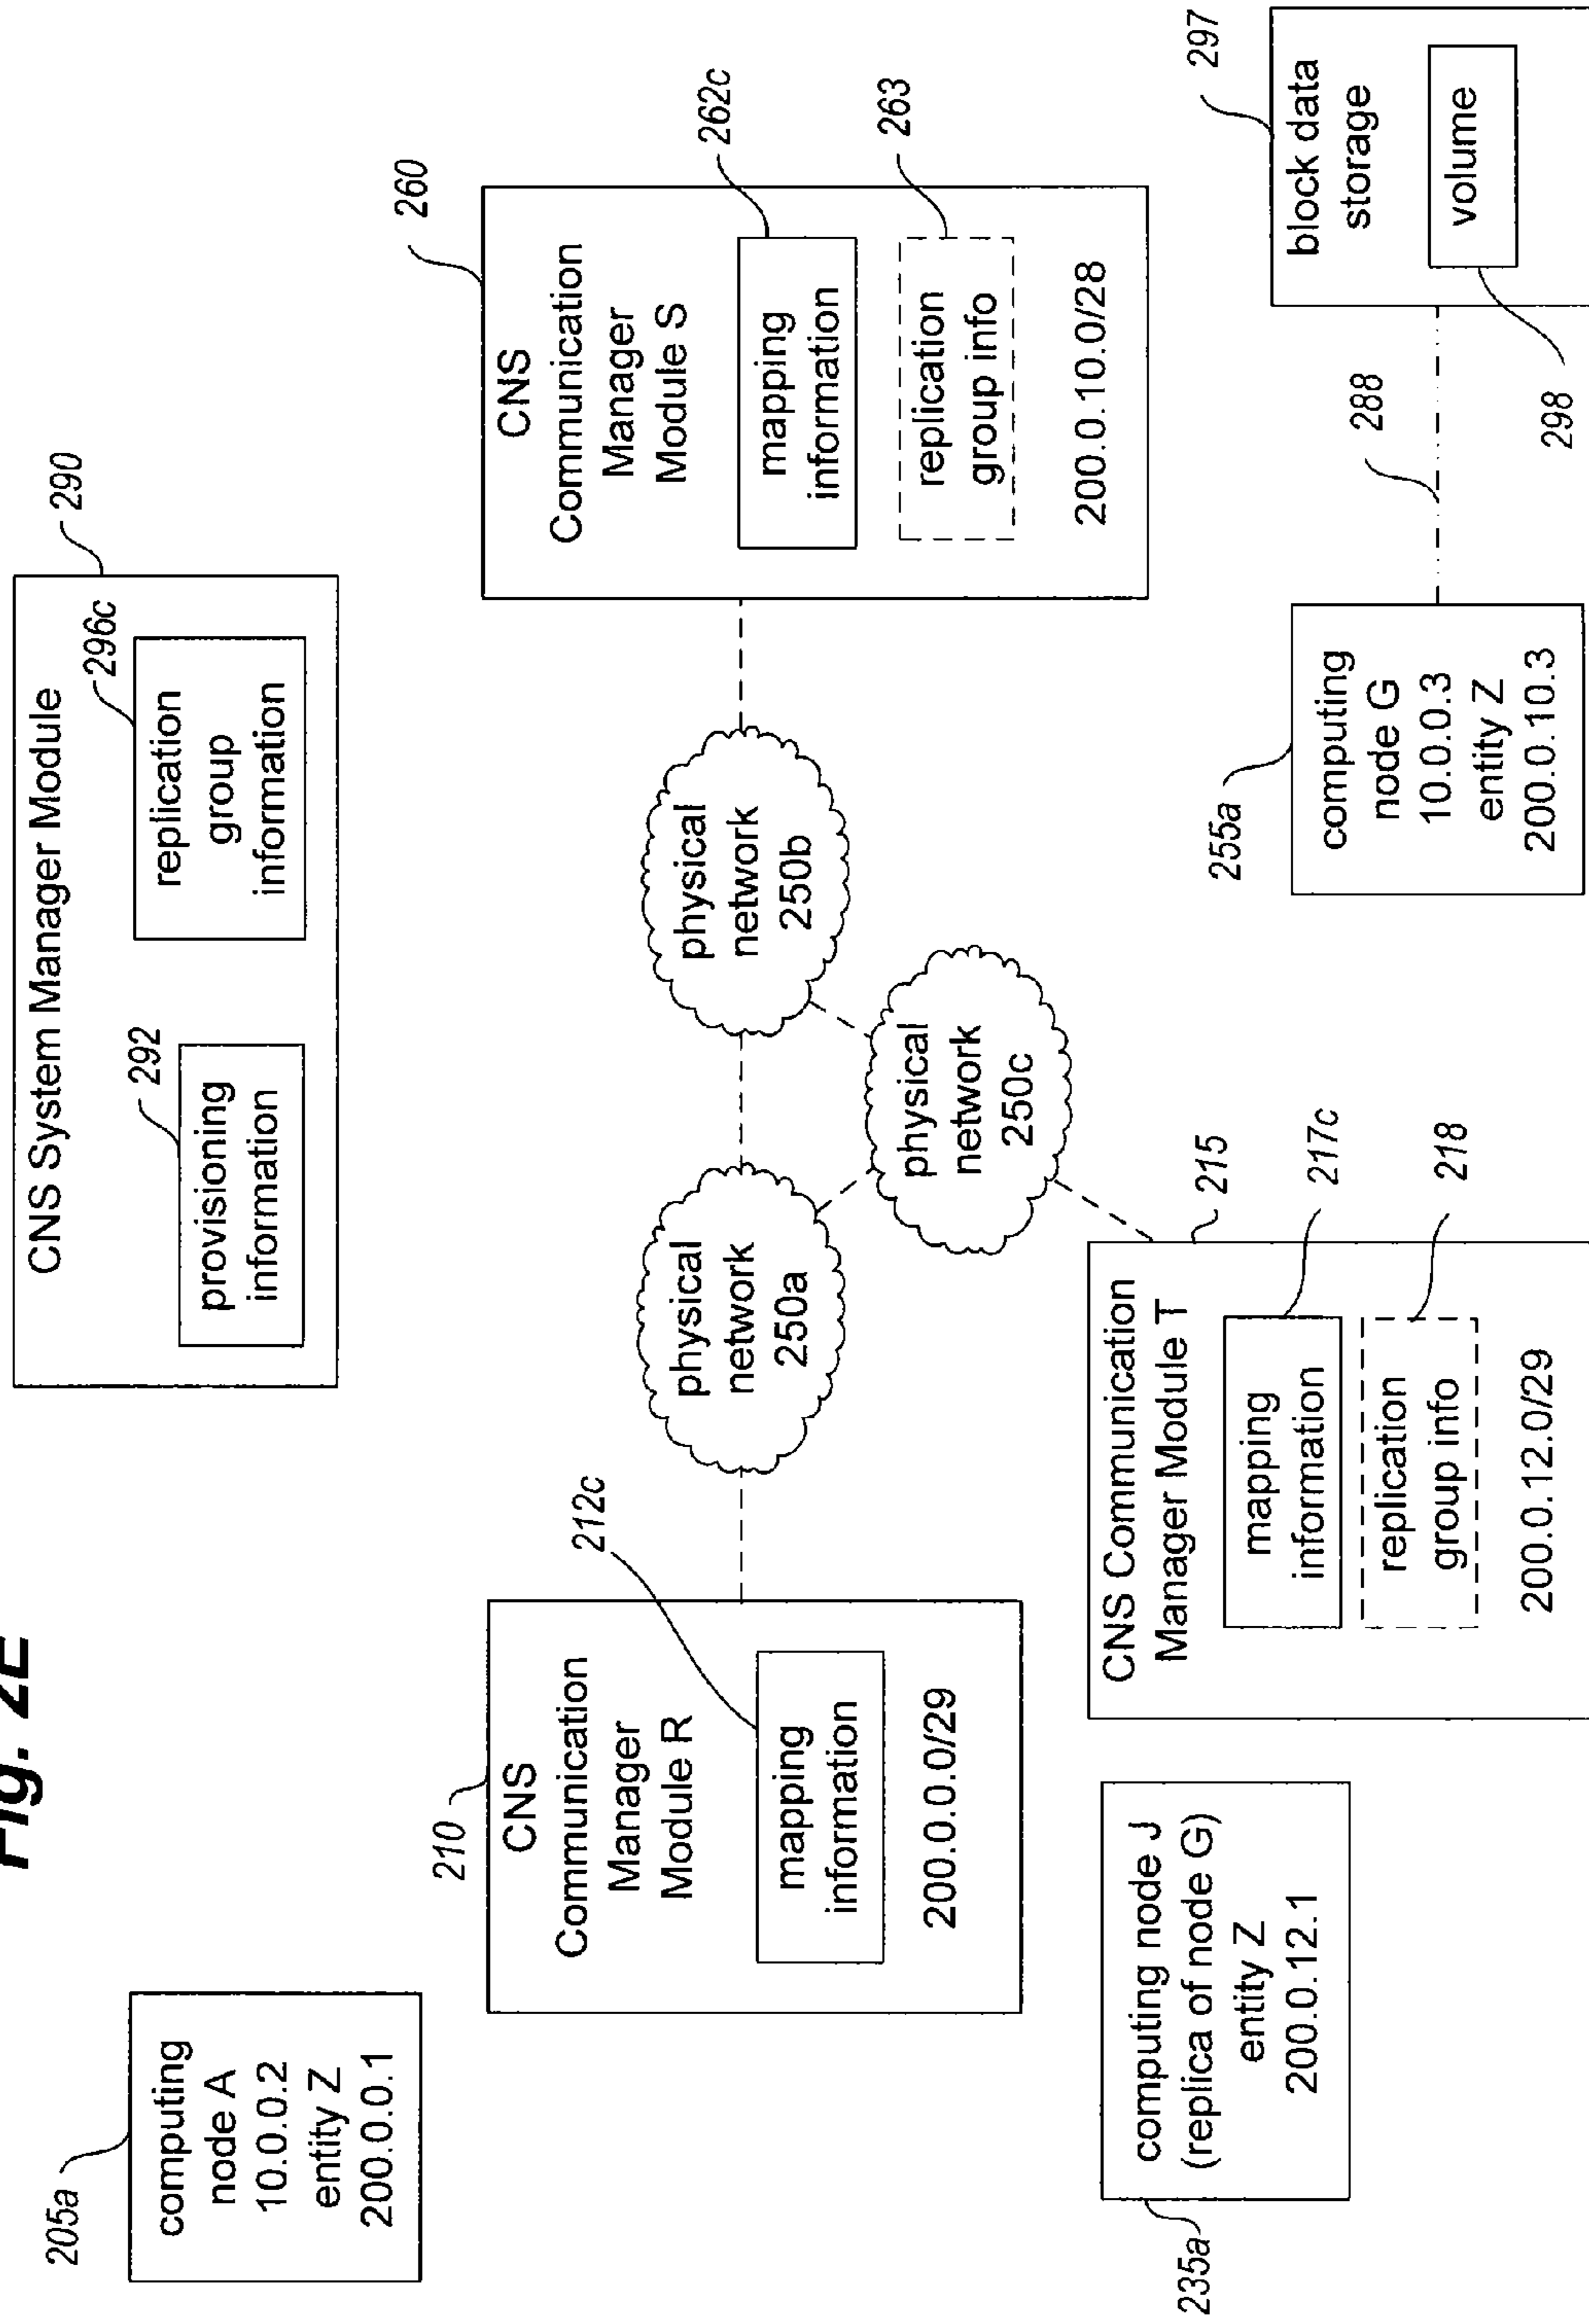 Fig. 2E
205a
computing
node A
10.0.0.2
entity Z
200.0.0.1
CNS System Manager Module
290
292
provisioning
information
296c
replication
group
information
210
CNS
Communication
Manager
Module R
212c
mapping
information
200.0.0.0/29
physical
network
250a
physical
network
250b
physical
network
250c
260
CNS
Communication
Manager
Module S
262c
mapping
information
263
replication
group info
200.0.10.0/28
235a
computing node J
(replica of node G)
entity Z
200.0.12.1
215
CNS Communication
Manager Module T
217c
mapping
information
218
replication
group info
200.0.12.0/29
255a
computing
node G
10.0.0.3
entity Z
200.0.10.3
288
297
block data
storage
volume
298